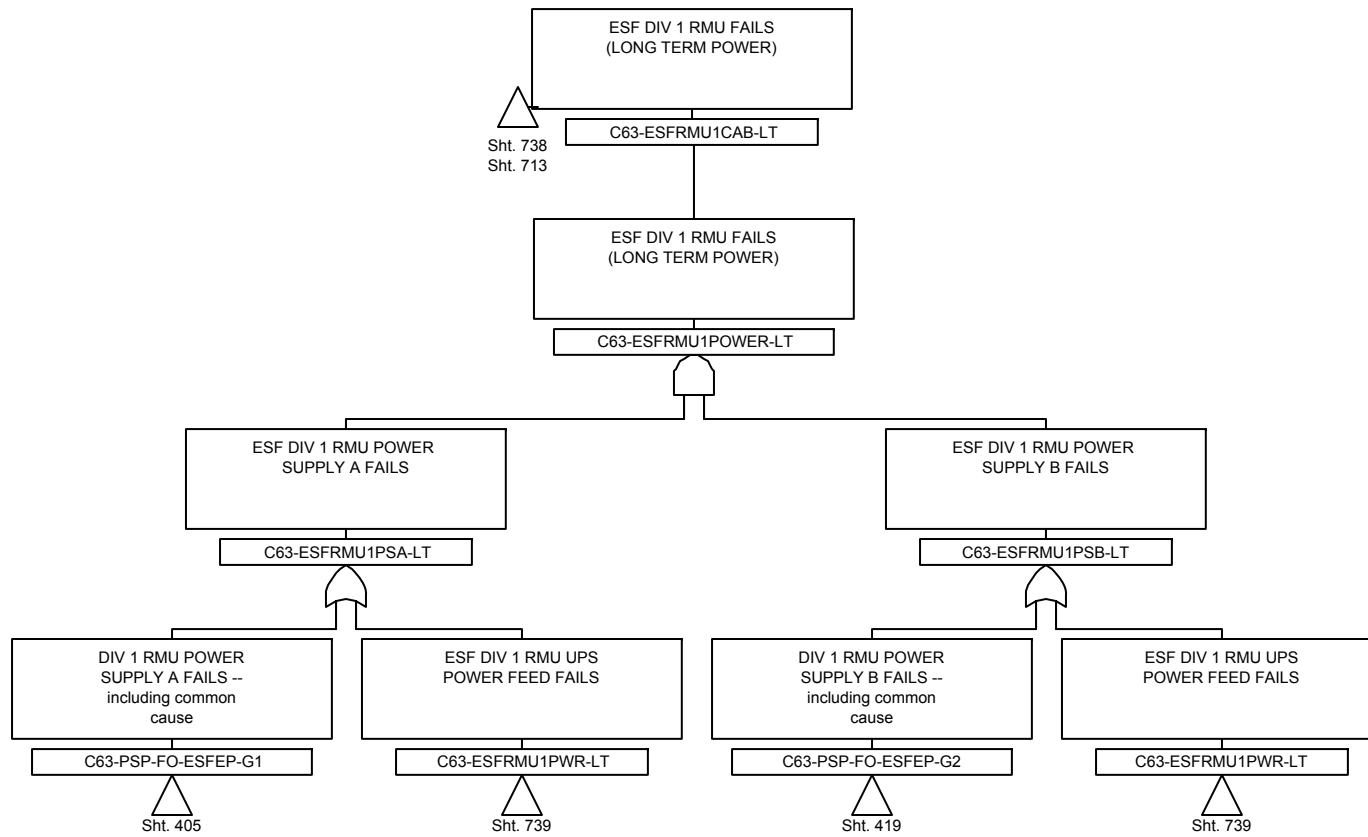 ESF DIV 1 RMU FAILS
(LONG TERM POWER)
C63-ESFRMU1CAB-LT
Sht. 738
Sht. 713
ESF DIV 1 RMU FAILS
(LONG TERM POWER)
C63-ESFRMU1POWER-LT
ESF DIV 1 RMU POWER
SUPPLY A FAILS
C63-ESFRMU1PSA-LT
ESF DIV 1 RMU POWER
SUPPLY B FAILS
C63-ESFRMU1PSB-LT
DIV 1 RMU POWER
SUPPLY A FAILS --
including common
cause
C63-PSP-FO-ESFEP-G1
Sht. 405
ESF DIV 1 RMU UPS
POWER FEED FAILS
C63-ESFRMU1PWR-LT
Sht. 739
DIV 1 RMU POWER
SUPPLY B FAILS --
including common
cause
C63-PSP-FO-ESFEP-G2
Sht. 419
ESF DIV 1 RMU UPS
POWER FEED FAILS
C63-ESFRMU1PWR-LT
Sht. 739